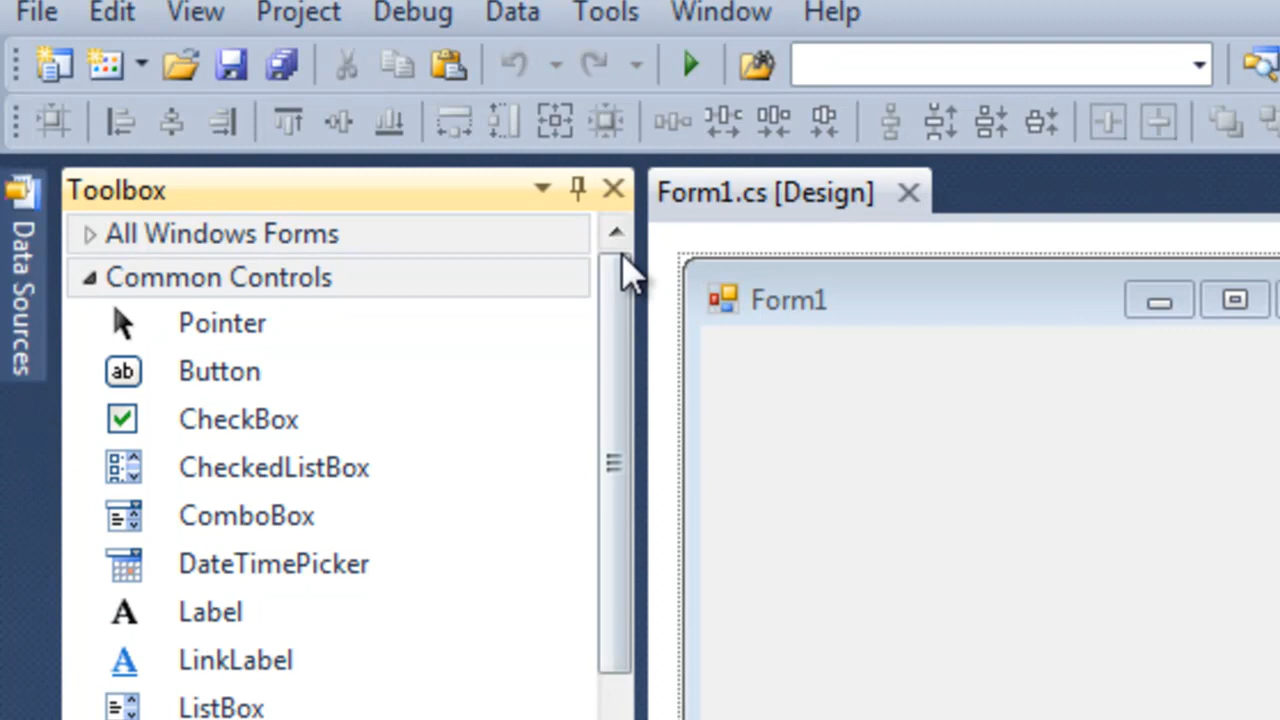 File Edit View Project Debug Data Tools Window Help
Data Sources
Toolbox
All Windows Forms
Common Controls
Pointer
ab Button
CheckBox
CheckedListBox
ComboBox
DateTimePicker
A Label
A LinkLabel
ListBox
Form1.cs [Design]
Form1